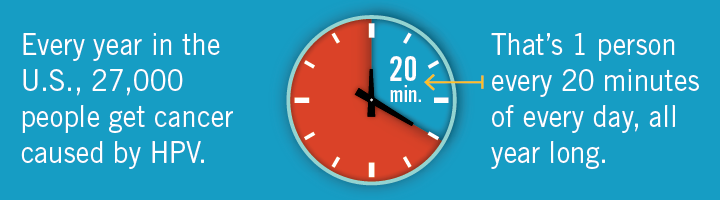 Every year in the
U.S., 27,000
people get cancer
caused by HPV.
20
min.
That's 1 person
every 20 minutes
of every day, all
year long.